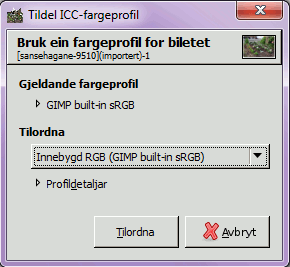 Tildel ICC-fargeprofil
Bruk ein fargeprofil for biletet
[sansehagane-9510](importert)-1
Gjeldande fargeprofil
GIMP built-in sRGB
Tilordna
Innebygd RGB (GIMP built-in sRGB)
Profildetaljar
Tilordna
Avbryt